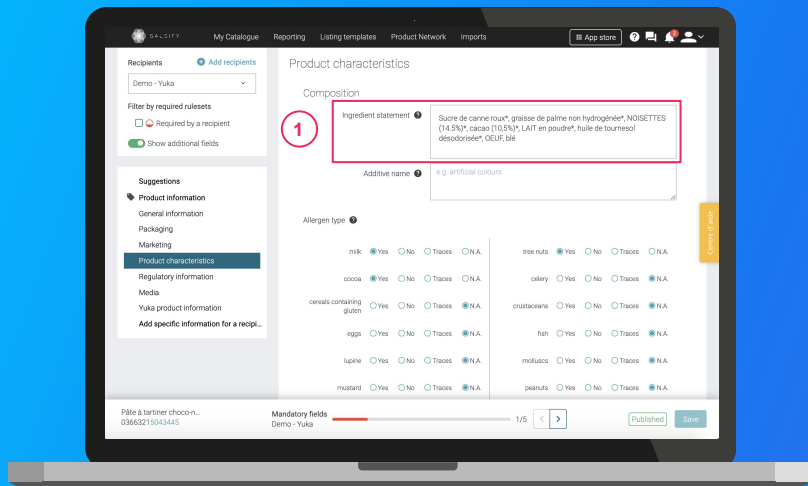 SALSIFY My Catalogue Reporting Listing templates Product Network Imports App store ? 3
Recipients Add recipients
Demo - Yuka
Filter by required rulesets
Required by a recipient
Show additional fields
Suggestions
Product information
General information
Packaging
Marketing
Product characteristics
Regulatory information
Media
Yuka product information
Add specific information for a recipi...
Product characteristics
Composition
1
Ingredient statement ?
Sucre de canne roux*, graisse de palme non hydrogénée*, NOISETTES
(14.5%)*, cacao (10,5%)*, LAIT en poudre*, huile de tournesol
désodorisée*, OEUF, blé
Additive name ? e.g. artificial colours
Allergen type ?
milk Yes No Traces N.A. tree nuts Yes No Traces N.A.
cocoa Yes No Traces N.A. celery Yes No Traces N.A.
cereals containing
gluten Yes No Traces N.A. crustaceans Yes No Traces N.A.
eggs Yes No Traces N.A. fish Yes No Traces N.A.
lupine Yes No Traces N.A. molluscs Yes No Traces N.A.
mustard Yes No Traces N.A. peanuts Yes No Traces N.A.
Centre d'aide
Pâte à tartiner choco-n...
03663215043445
Mandatory fields
Demo - Yuka
1/5 < >
Published Save